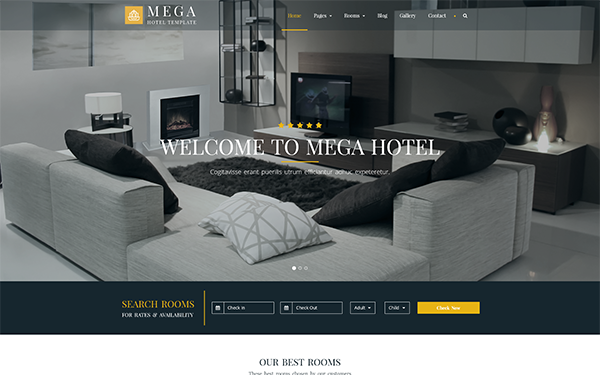 MEGA
HOTEL TEMPLATE
Home Pages Rooms Blog Gallery Contact
WELCOME TO MEGA HOTEL
Cogitavisse erant puerilis utrum efficiantur adhuc expeteretur.
SEARCH ROOMS
FOR RATES & AVAILABILITY
Check in Check Out Adult Child Check Now
OUR BEST ROOMS
These best rooms chosen by our customers